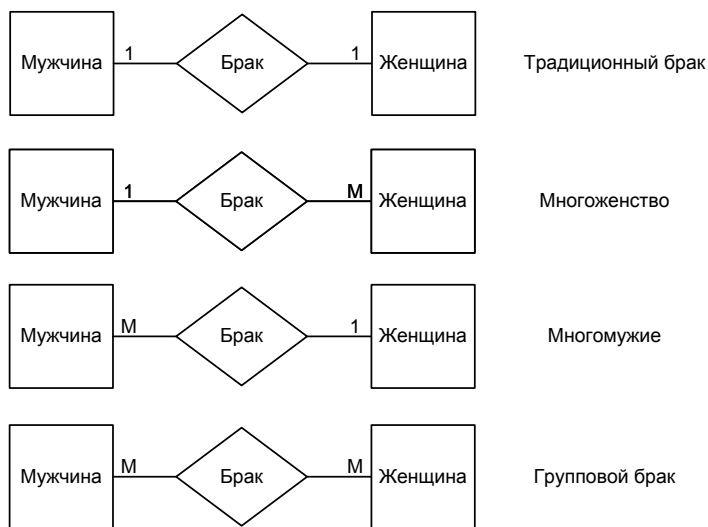 Мужчина 1 Брак 1 Женщина Традиционный брак
Мужчина 1 Брак М Женщина Многоженство
Мужчина М Брак 1 Женщина Многомужие
Мужчина М Брак М Женщина Групповой брак